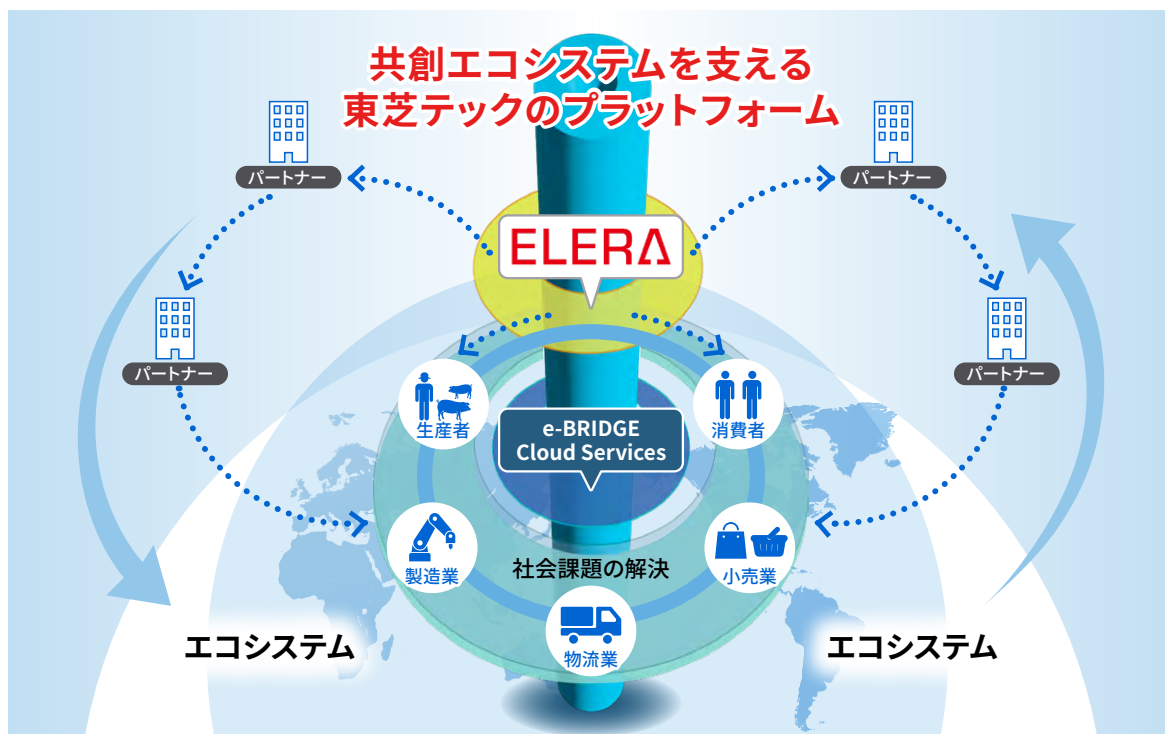 共創エコシステムを支える
東芝テックのプラットフォーム
パートナー
パートナー
ELERA
パートナー
パートナー
生産者
消費者
e-BRIDGE
Cloud Services
製造業
社会課題の解決
小売業
物流業
エコシステム
エコシステム